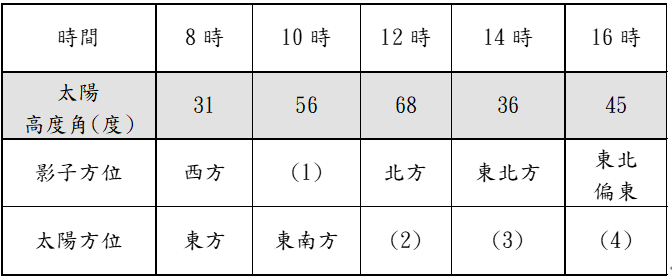 時間 8時 10時 12時 14時 16時
太陽
高度角(度) 31 56 68 36 45
影子方位 西方 (1) 北方 東北方 東北
偏東
太陽方位 東方 東南方 (2) (3) (4)